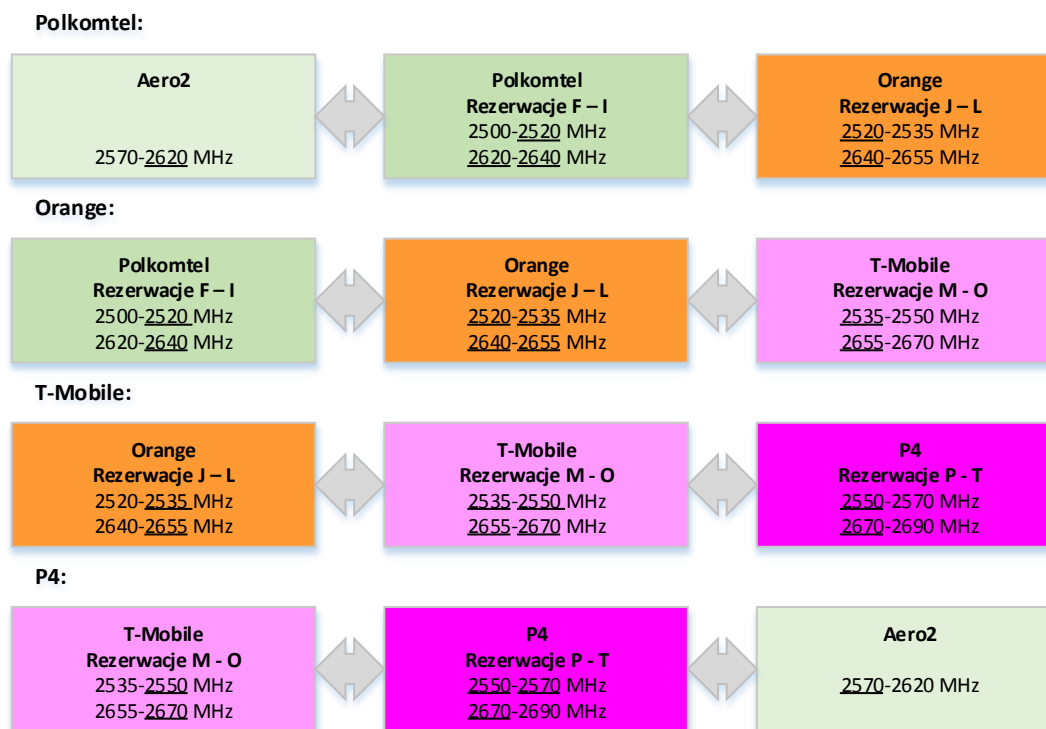 Polkomtel:
Aero2
2570-2620 MHz
Polkomtel
Rezerwacje F – I
2500-2520 MHz
2620-2640 MHz
Orange
Rezerwacje J – L
2520-2535 MHz
2640-2655 MHz
Orange:
Polkomtel
Rezerwacje F – I
2500-2520 MHz
2620-2640 MHz
Orange
Rezerwacje J – L
2520-2535 MHz
2640-2655 MHz
T-Mobile
Rezerwacje M - O
2535-2550 MHz
2655-2670 MHz
T-Mobile:
Orange
Rezerwacje J – L
2520-2535 MHz
2640-2655 MHz
T-Mobile
Rezerwacje M - O
2535-2550 MHz
2655-2670 MHz
P4
Rezerwacje P - T
2550-2570 MHz
2670-2690 MHz
P4:
T-Mobile
Rezerwacje M - O
2535-2550 MHz
2655-2670 MHz
P4
Rezerwacje P - T
2550-2570 MHz
2670-2690 MHz
Aero2
2570-2620 MHz